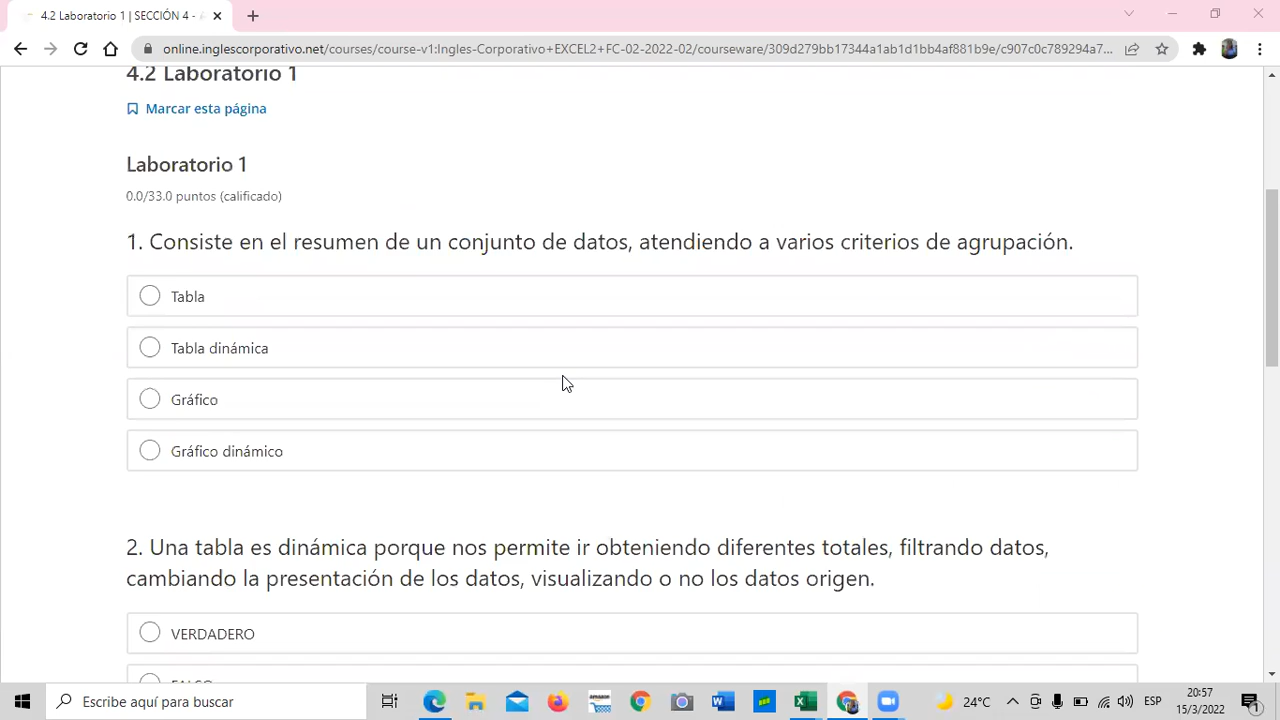 4.2 Laboratorio 1 | SECCIÓN 4 -
online.inglescorporativo.net/courses/course-v1:Ingles-Corporativo+EXCEL2+FC-02-2022-02/courseware/309d279bb17344a1ab1d1bb4af881b9e/c907c0c789294a7...
4.2 Laboratorio 1
Marcar esta página
Laboratorio 1
0.0/33.0 puntos (calificado)
1. Consiste en el resumen de un conjunto de datos, atendiendo a varios criterios de agrupación.
Tabla
Tabla dinámica
Gráfico
Gráfico dinámico
2. Una tabla es dinámica porque nos permite ir obteniendo diferentes totales, filtrando datos,
cambiando la presentación de los datos, visualizando o no los datos origen.
VERDADERO
FALSO
Escribe aquí para buscar
amazon
24°C
ESP
20:57
15/3/2022
1